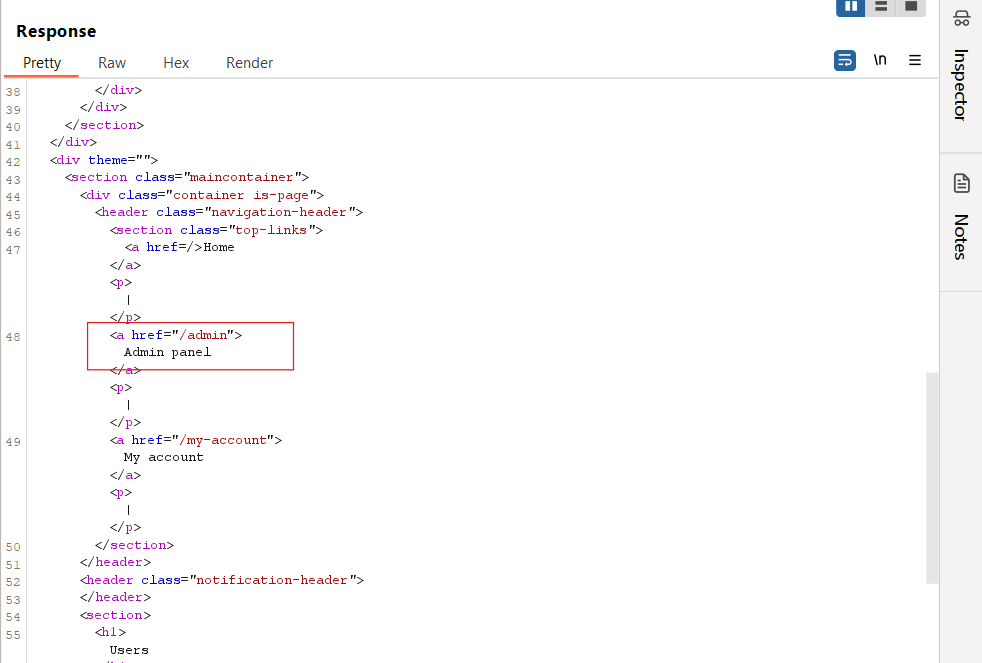 Response
Pretty Raw Hex Render \n
38 </div>
39 </div>
40 </section>
41 </div>
42 <div theme="">
43 <section class="maincontainer">
44 <div class="container is-page">
45 <header class="navigation-header">
46 <section class="top-links">
47 <a href=/>Home
</a>
<p>
|
</p>
48 <a href="/admin">
Admin panel
</a>
<p>
|
</p>
49 <a href="/my-account">
My account
</a>
<p>
|
</p>
50 </section>
51 </header>
52 <header class="notification-header">
53 </header>
54 <section>
55 <h1>
Users
Inspector
Notes